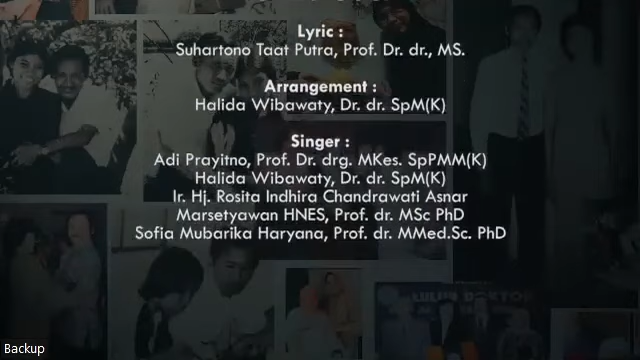 Lyric :
Suhartono Taat Putra, Prof. Dr. dr., MS.
Arrangement :
Halida Wibawaty, Dr. dr. SpM(K)
Singer :
Adi Prayitno, Prof. Dr. drg. MKes. SpPMM(K)
Halida Wibawaty, Dr. dr. SpM(K)
Ir. Hj. Rosita Indhira Chandrawati Asnar
Marsetyawan HNES, Prof. dr. MSc PhD
Sofia Mubarika Haryana, Prof. dr. MMed.Sc. PhD
LULUS DOKTOR
Backup